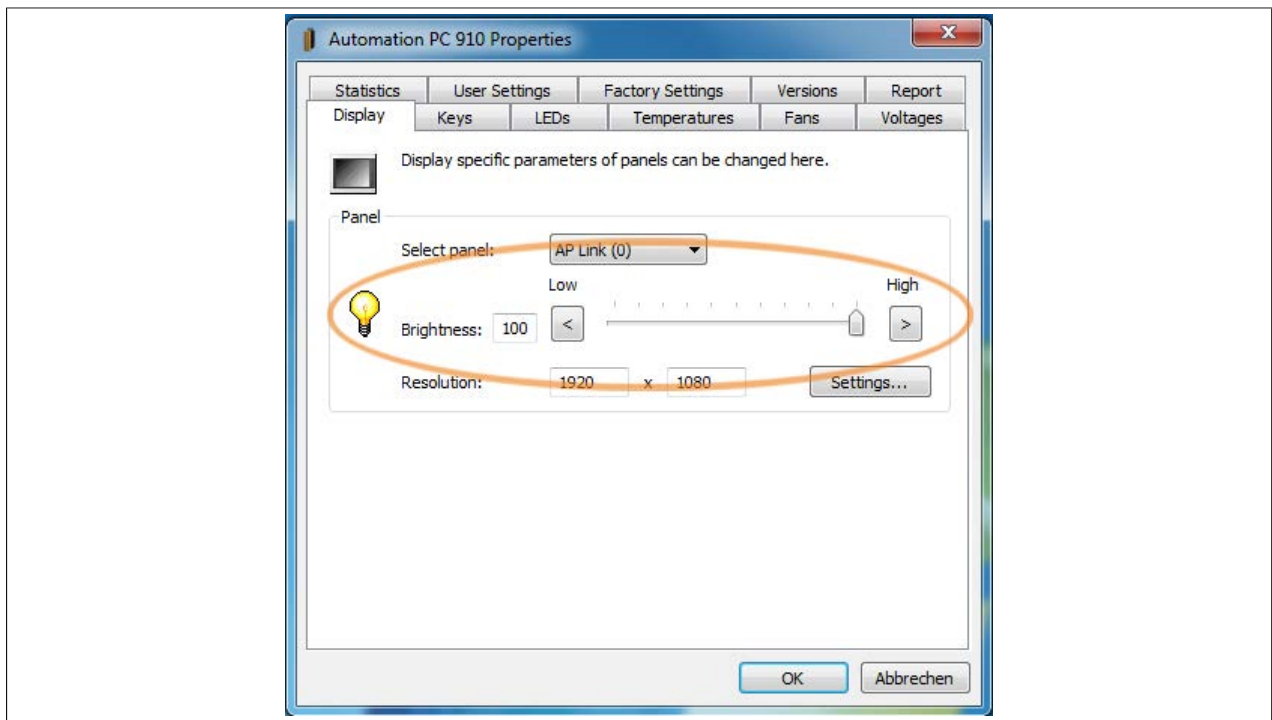 Automation PC 910 Properties
Statistics User Settings Factory Settings Versions Report
Display Keys LEDs Temperatures Fans Voltages
Display specific parameters of panels can be changed here.
Panel
Select panel: AP Link (0)
Low High
Brightness: 100 < >
Resolution: 1920 x 1080 Settings...
OK Abbrechen